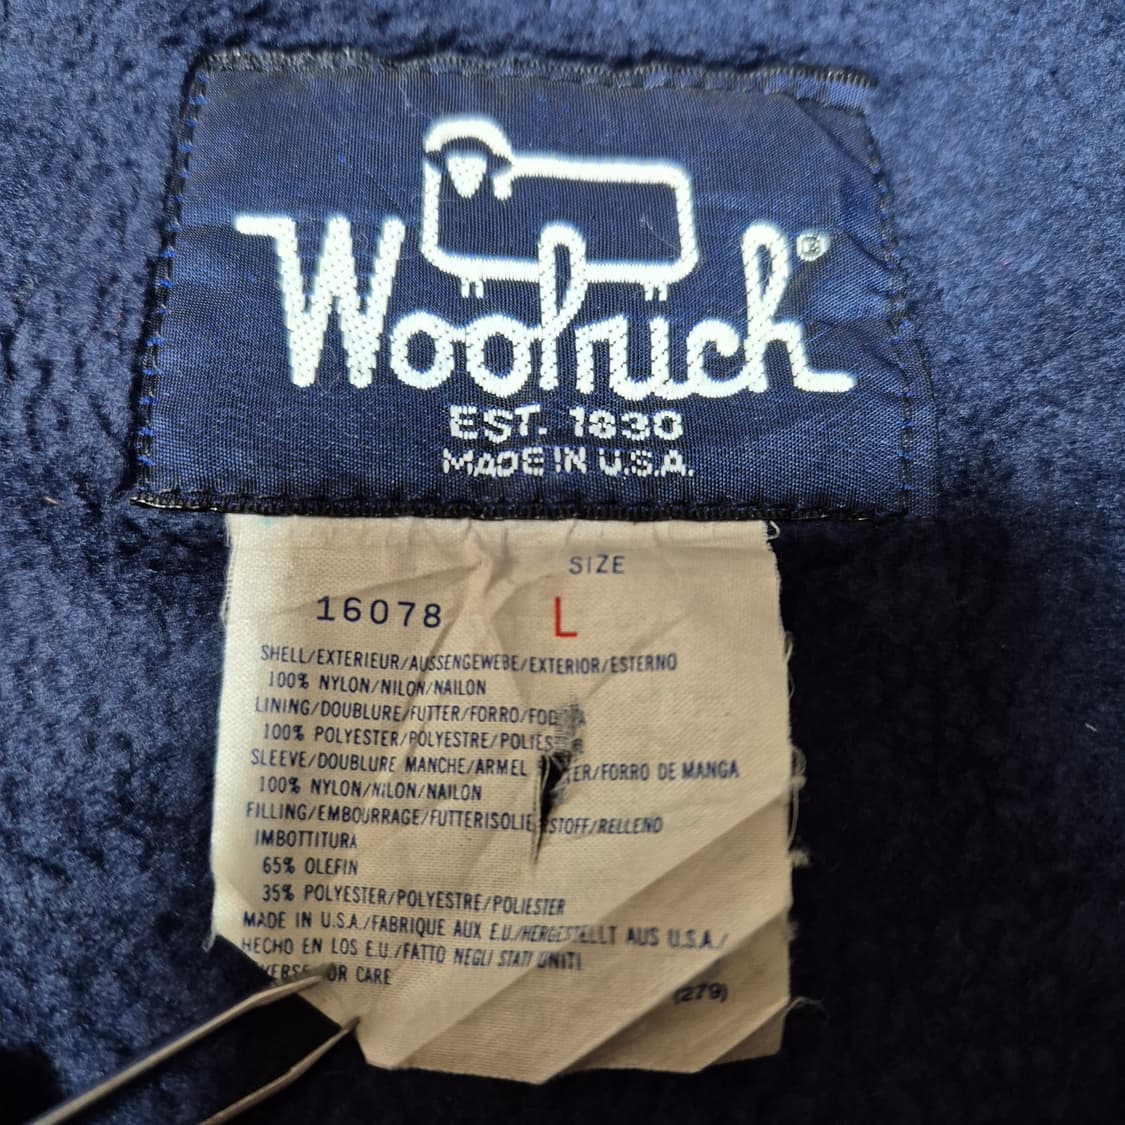 Woolrich®
EST. 1830
MADE IN U.S.A.
SIZE
16078 L
SHELL/EXTERIEUR/AUSSENGEWEBE/EXTERIOR/ESTERNO
100% NYLON/NILON/NAILON
LINING/DOUBLURE/FUTTER/FORRO/FOD A
100% POLYESTER/POLYESTRE/POLIES R
SLEEVE/DOUBLURE MANCHE/ARMEL ER/FORRO DE MANGA
100% NYLON/NILON/NAILON
FILLING/EMBOURRAGE/FUTTERISOLIE RSTOFF/RELLENO
IMBOTTITURA
65% OLEFIN
35% POLYESTER/POLYESTRE/POLIESTER
MADE IN U.S.A./FABRIQUE AUX E.U./HERGESTELLT AUS U.S.A./
HECHO EN LOS E.U./FATTO NEGLI STATI UNITI
VERSE OR CARE
(279)